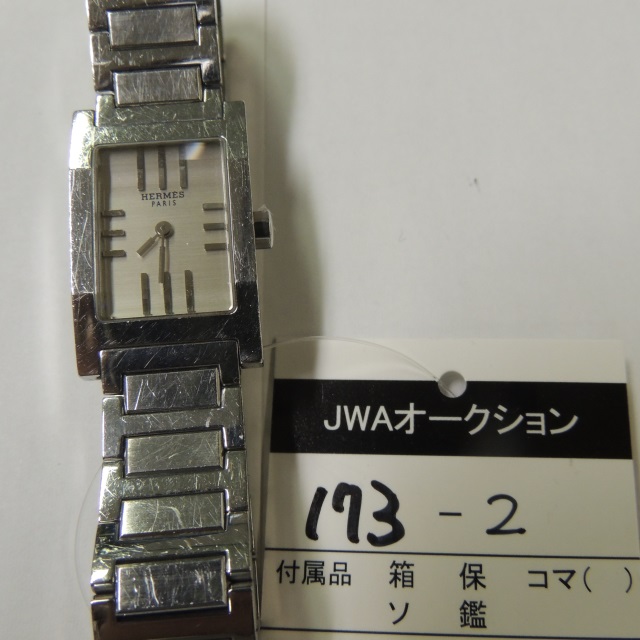 HERMES
PARIS
JWAオークション
173-2
付属品 箱 保 コマ( )
ソ 鑑